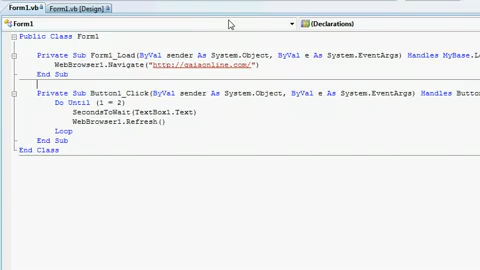 Form1.vb Form1.vb [Design]
Form1 (Declarations)
Public Class Form1
Private Sub Form1_Load(ByVal sender As System.Object, ByVal e As System.EventArgs) Handles MyBase.Lo
WebBrowser1.Navigate("http://gaiaonline.com/")
End Sub
Private Sub Button1_Click(ByVal sender As System.Object, ByVal e As System.EventArgs) Handles Button
Do Until (1 = 2)
SecondsToWait(TextBox1.Text)
WebBrowser1.Refresh()
Loop
End Sub
End Class